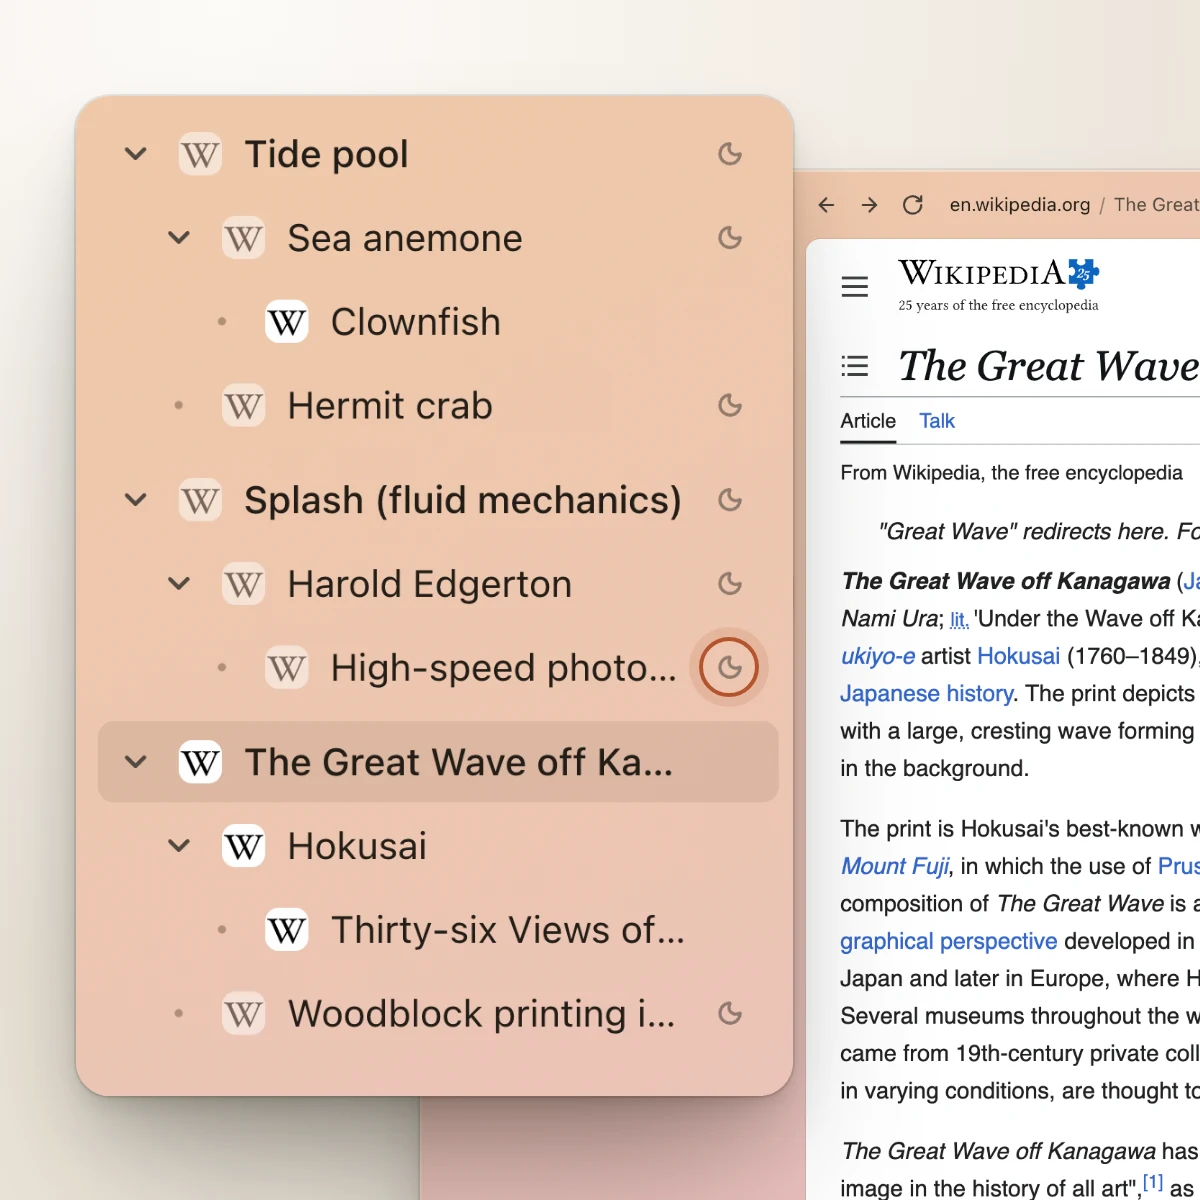 Tide pool
Sea anemone
Clownfish
Hermit crab
Splash (fluid mechanics)
Harold Edgerton
High-speed photo...
The Great Wave off Ka...
Hokusai
Thirty-six Views of...
Woodblock printing i...
en.wikipedia.org / The Great
WIKIPEDIA 25
25 years of the free encyclopedia
The Great Wave
Article Talk
From Wikipedia, the free encyclopedia
"Great Wave" redirects here. Fo
The Great Wave off Kanagawa (Ja
Nami Ura; lit. 'Under the Wave off Ka
ukiyo-e artist Hokusai (1760–1849),
Japanese history. The print depicts
with a large, cresting wave forming
in the background.
The print is Hokusai's best-known w
Mount Fuji, in which the use of Prus
composition of The Great Wave is a
graphical perspective developed in
Japan and later in Europe, where H
Several museums throughout the w
came from 19th-century private coll
in varying conditions, are thought to
The Great Wave off Kanagawa has
image in the history of all art",[1] as